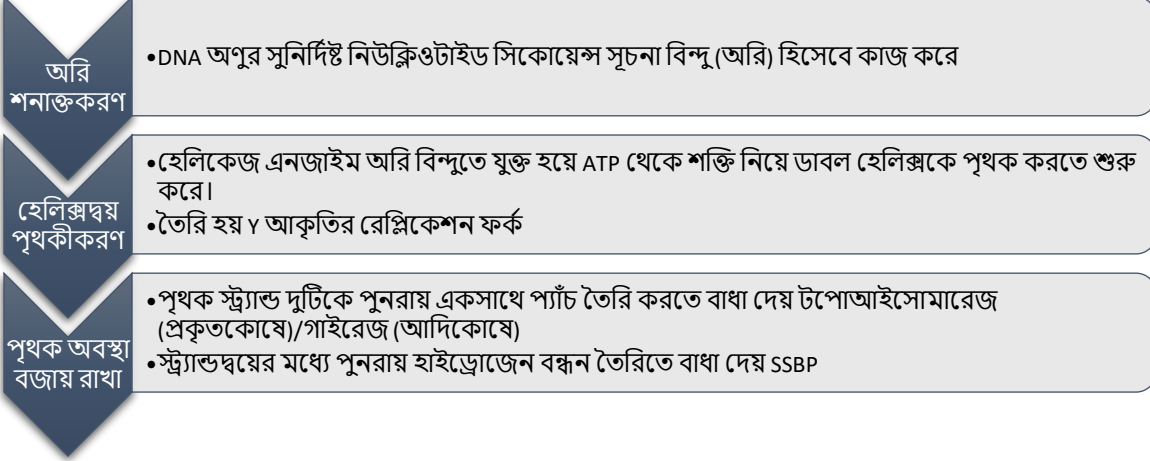 অরি
শনাক্তকরণ
•DNA অণুর সুনির্দিষ্ট নিউক্লিওটাইড সিকোয়েন্স সূচনা বিন্দু (অরি) হিসেবে কাজ করে
হেলিক্সদ্বয়
পৃথকীকরণ
•হেলিকেজ এনজাইম অরি বিন্দুতে যুক্ত হয়ে ATP থেকে শক্তি নিয়ে ডাবল হেলিক্সকে পৃথক করতে শুরু
করে।
•তৈরি হয় Y আকৃতির রেপ্লিকেশন ফর্ক
পৃথক অবস্থা
বজায় রাখা
•পৃথক স্ট্র্যান্ড দুটিকে পুনরায় একসাথে প্যাঁচ তৈরি করতে বাধা দেয় টপোআইসোমারেজ
(প্রকৃতকোষে)/গাইরেজ (আদিকোষে)
•স্ট্র্যান্ডদ্বয়ের মধ্যে পুনরায় হাইড্রোজেন বন্ধন তৈরিতে বাধা দেয় SSBP